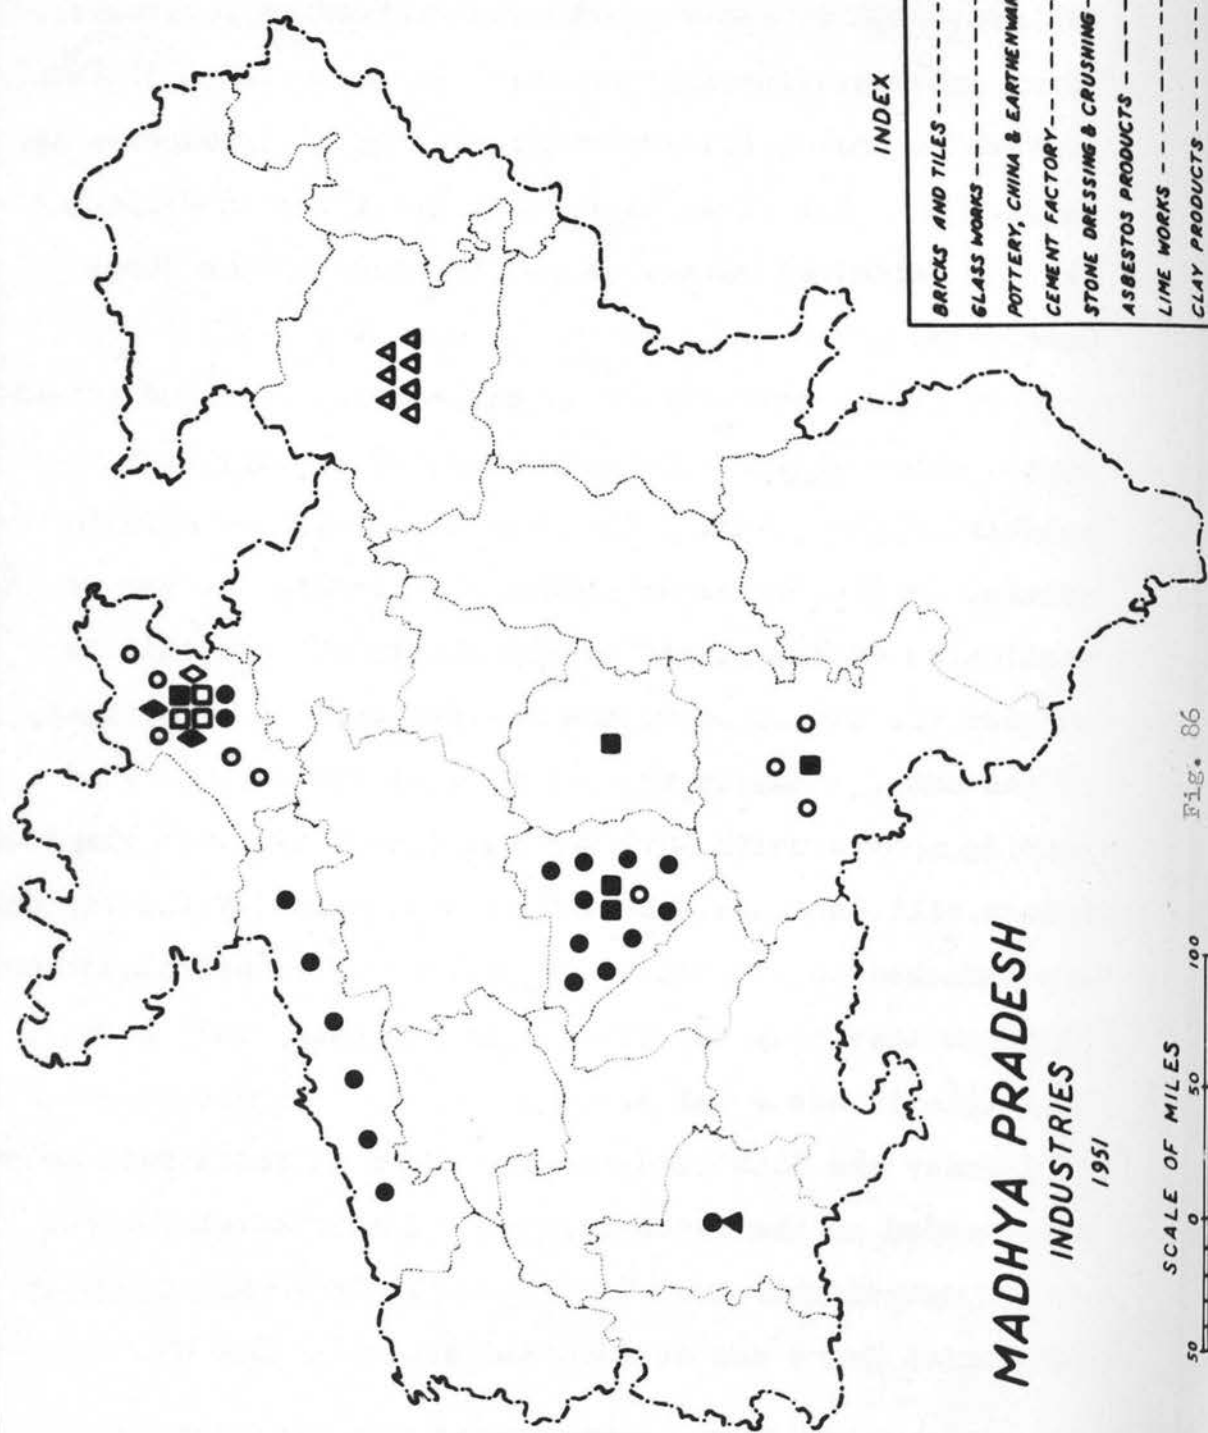 MADHYA PRADESH
INDUSTRIES
1951
SCALE OF MILES
50 0 50 100
INDEX
BRICKS AND TILES
GLASS WORKS
POTTERY, CHINA & EARTHENWAR
CEMENT FACTORY
STONE DRESSING & CRUSHING
ASBESTOS PRODUCTS
LIME WORKS
CLAY PRODUCTS
Fig. 86